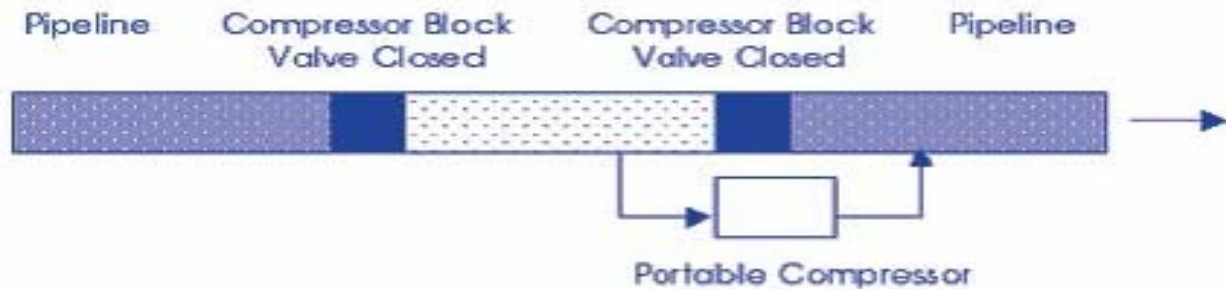 Pipeline
Compressor Block
Valve Closed
Compressor Block
Valve Closed
Pipeline
Portable Compressor